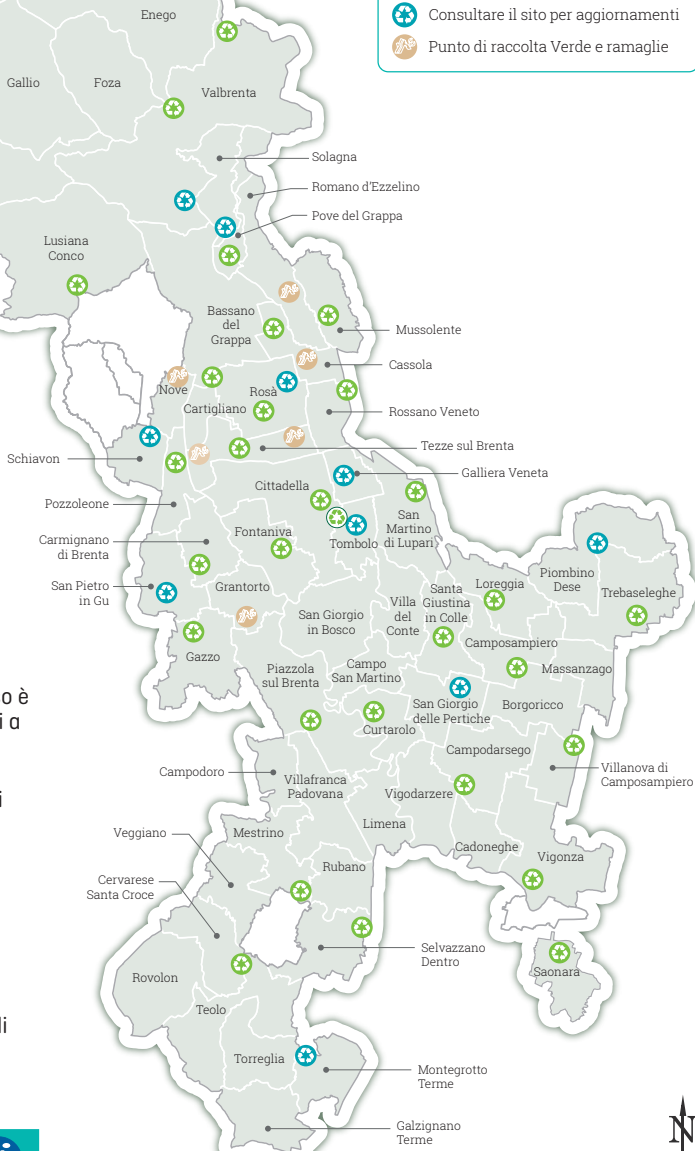 Consultare il sito per aggiornamenti
Punto di raccolta Verde e ramaglie
Enego
Gallio
Foza
Valbrenta
Solagna
Romano d'Ezzelino
Pove del Grappa
Lusiana
Conco
Bassano
del
Grappa
Mussolente
Cassola
Nove
Rosà
Cartigliano
Rossano Veneto
Tezze sul Brenta
Schiavon
Galliera Veneta
Cittadella
Pozzoleone
San
Martino
di Lupari
Fontaniva
Tombolo
Carmignano
di Brenta
Piombino
Dese
Loreggia
Trebaseleghe
San Pietro
in Gu
Grantorto
Santa
Giustina
in Colle
Villa
del
Conte
San Giorgio
in Bosco
Camposampiero
Gazzo
Campo
San Martino
Massanzago
Piazzola
sul Brenta
San Giorgio
delle Pertiche
Borgoricco
o è
i a
Curtarolo
Campodarsego
Campodoro
Villafranca
Padovana
Villanova di
Camposampiero
Vigodarzere
i
Limena
Veggiano
Mestrino
Cadoneghe
Vigonza
Rubano
Cervarese
Santa Croce
Selvazzano
Dentro
Rovolon
Saonara
Teolo
li
Torreglia
Montegrotto
Terme
Galzignano
Terme
N